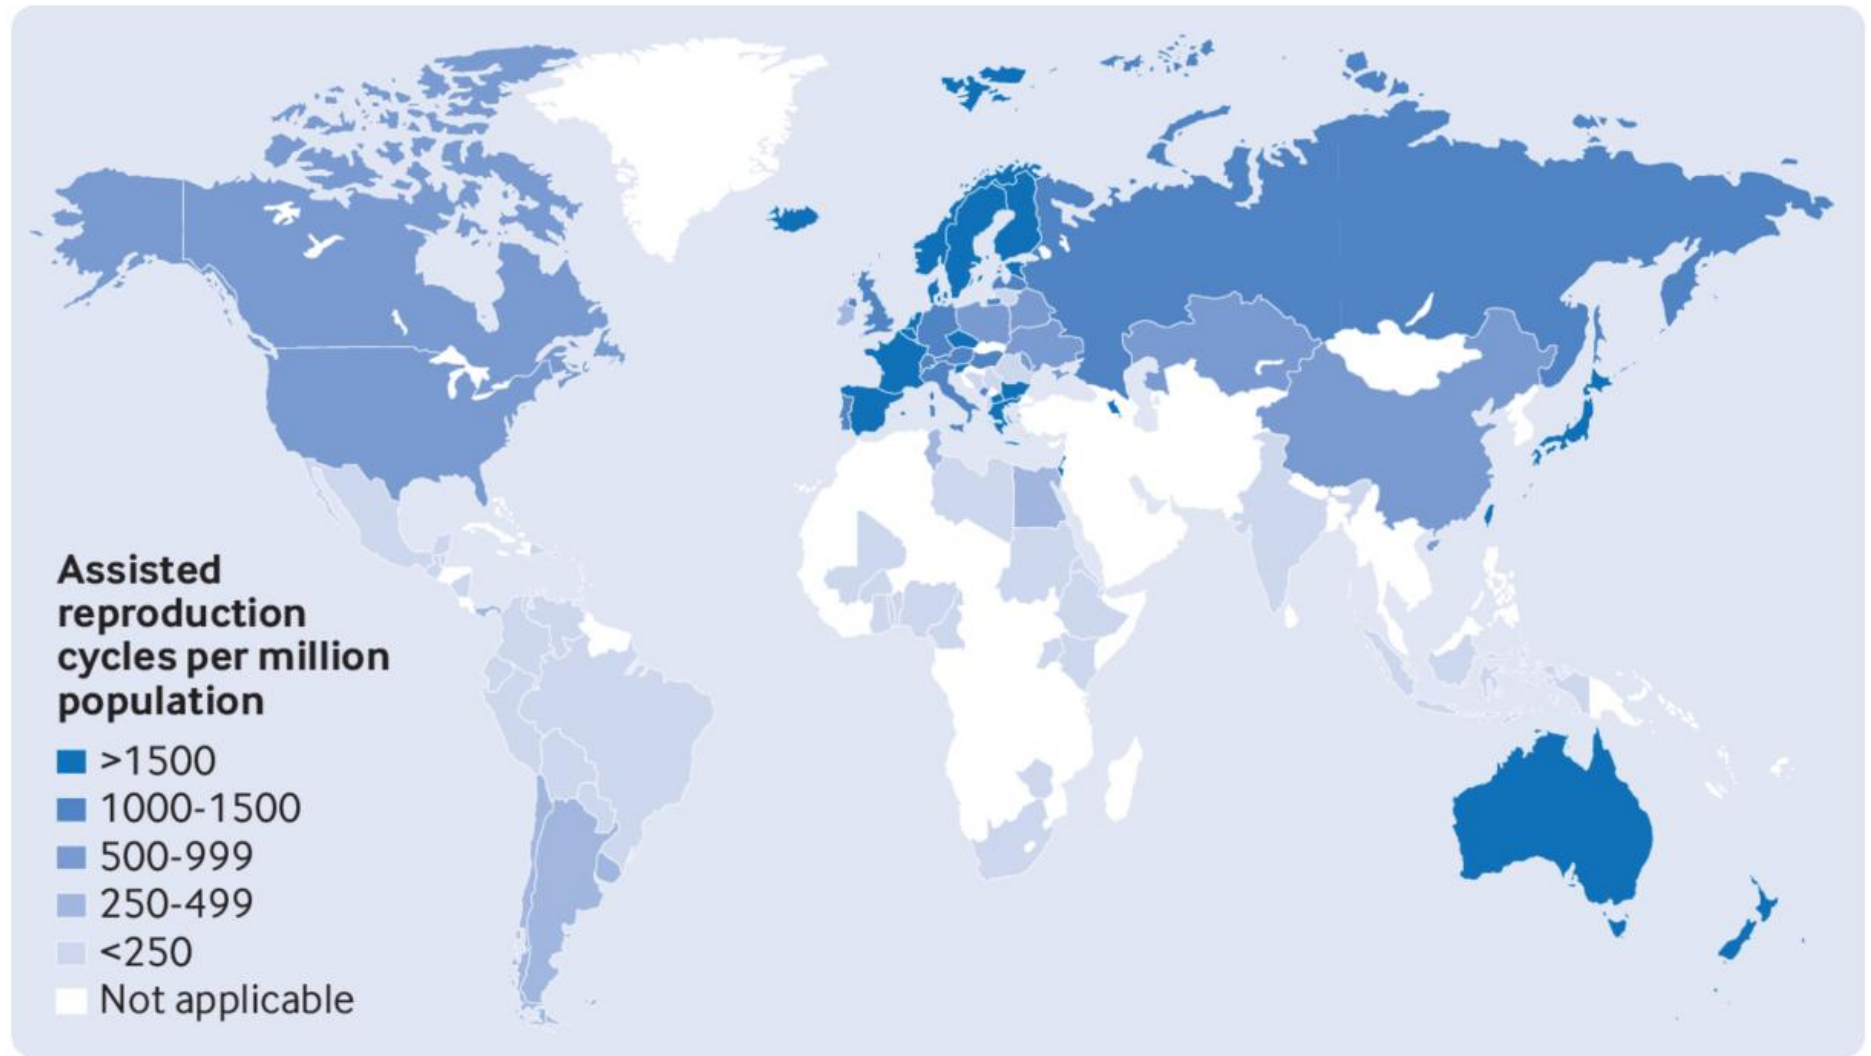 Assisted
reproduction
cycles per million
population
>1500
1000-1500
500-999
250-499
<250
Not applicable